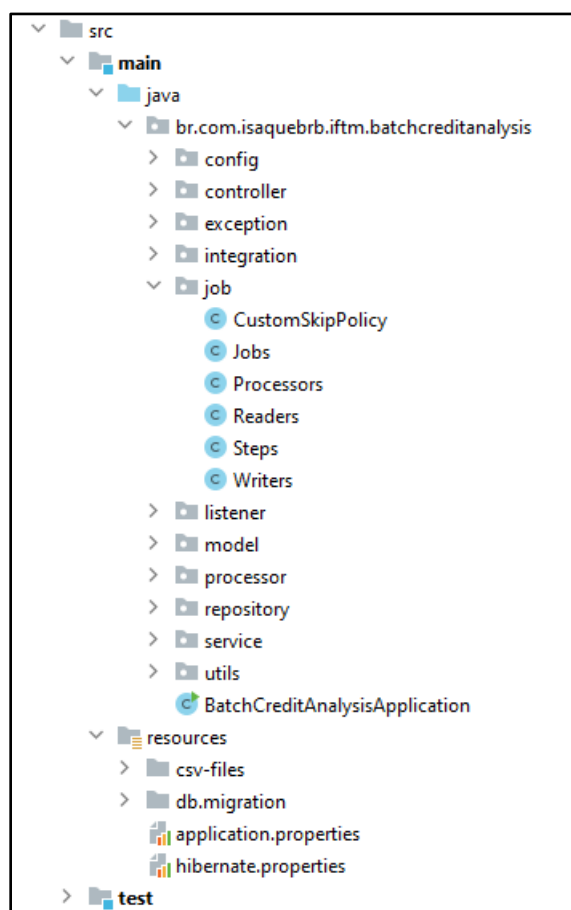 src
main
java
br.com.isaquebrb.iftm.batchcreditanalysis
config
controller
exception
integration
job
CustomSkipPolicy
Jobs
Processors
Readers
Steps
Writers
listener
model
processor
repository
service
utils
BatchCreditAnalysisApplication
resources
csv-files
db.migration
application.properties
hibernate.properties
test